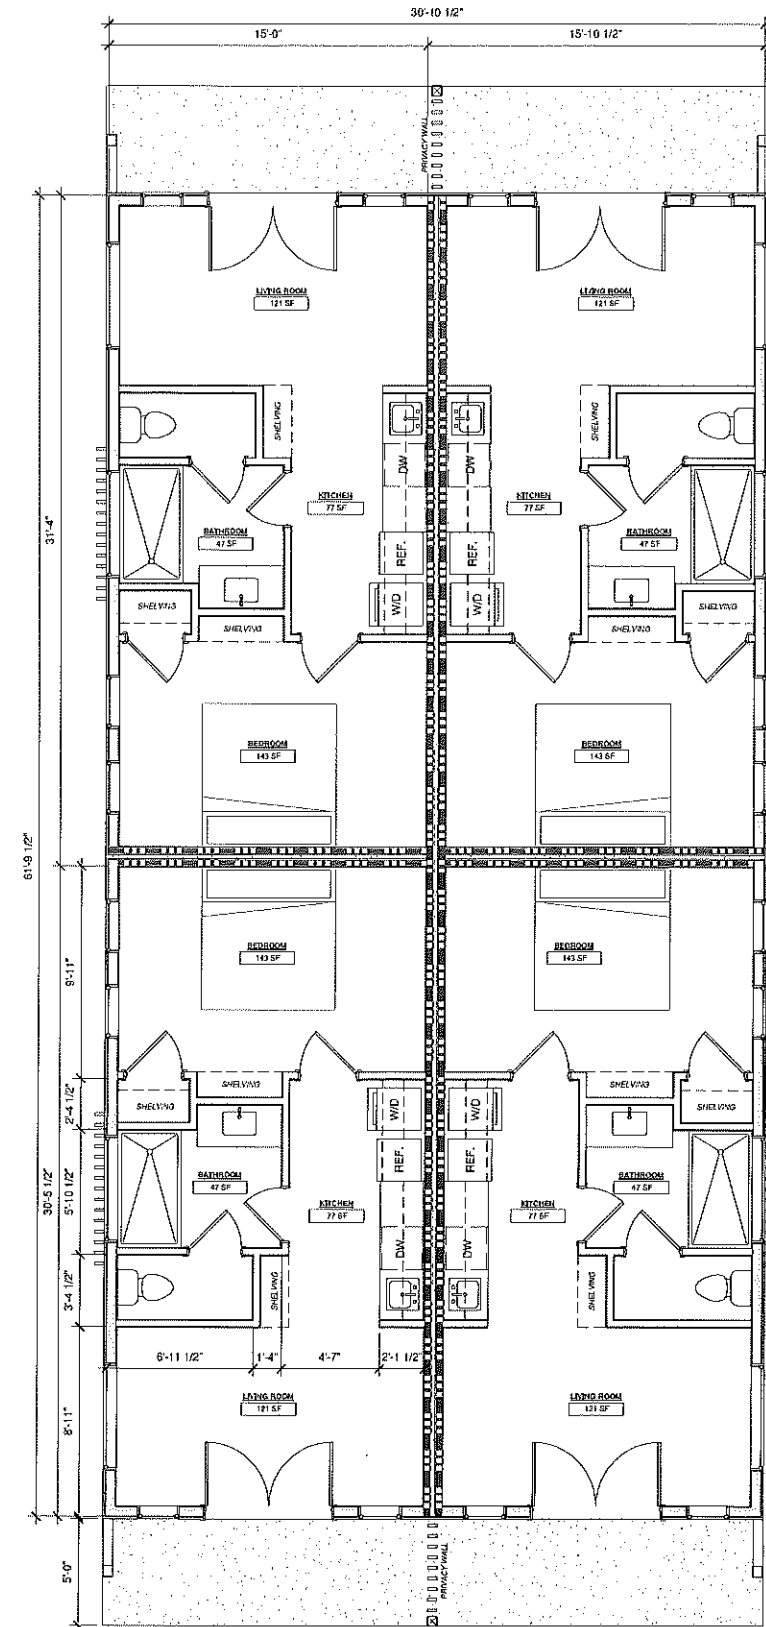 30'-10 1/2"
15'-0"
15'-10 1/2"
PRIVACY WALL
LIVING ROOM
121 SF
LIVING ROOM
121 SF
SHELVING
SHELVING
DW
DW
KITCHEN
77 SF
KITCHEN
77 SF
31'-4"
BATHROOM
47 SF
BATHROOM
47 SF
REF.
REF.
SHELVING
W/D
W/D
SHELVING
SHELVING
SHELVING
BEDROOM
143 SF
BEDROOM
143 SF
61'-9 1/2"
BEDROOM
143 SF
BEDROOM
143 SF
9'-11"
SHELVING
SHELVING
SHELVING
W/D
W/D
SHELVING
2'-4 1/2"
REF.
REF.
BATHROOM
47 SF
BATHROOM
47 SF
30'-5 1/2"
5'-10 1/2"
KITCHEN
77 SF
KITCHEN
77 SF
DW
DW
SHELVING
SHELVING
3'-4 1/2"
6'-11 1/2"
1'-4"
4'-7"
2'-1 1/2"
LIVING ROOM
121 SF
LIVING ROOM
121 SF
8'-11"
5'-0"
PRIVACY WALL